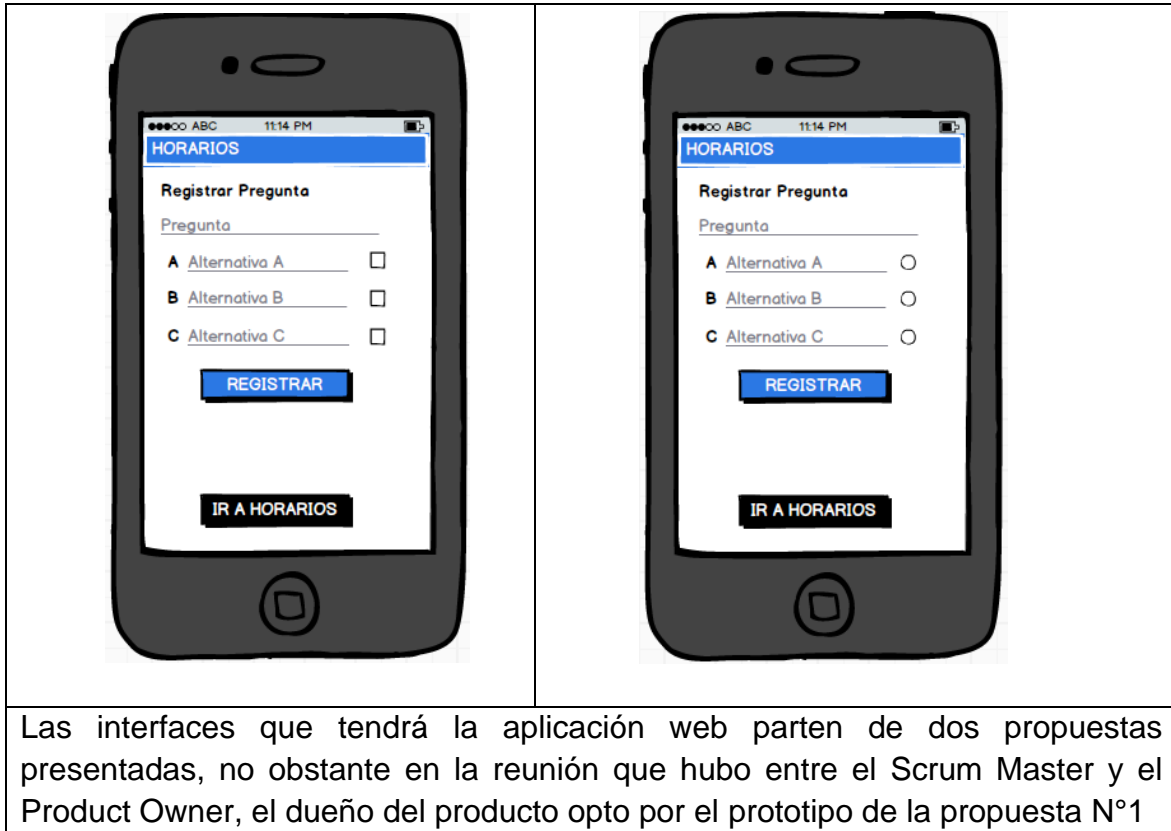 ●●●○○ ABC 11:14 PM
HORARIOS
Registrar Pregunta
Pregunta
A Alternativa A
B Alternativa B
C Alternativa C
REGISTRAR
IR A HORARIOS
●●●○○ ABC 11:14 PM
HORARIOS
Registrar Pregunta
Pregunta
A Alternativa A
B Alternativa B
C Alternativa C
REGISTRAR
IR A HORARIOS
Las interfaces que tendrá la aplicación web parten de dos propuestas
presentadas, no obstante en la reunión que hubo entre el Scrum Master y el
Product Owner, el dueño del producto opto por el prototipo de la propuesta N°1